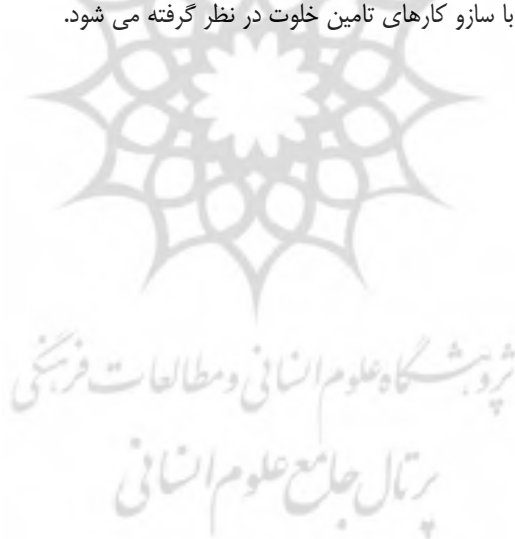 با سازو کارهای تامین خلوت در نظر گرفته می شود.
پژوهشگاه علوم انسانی و مطالعات فرهنگی
پرتال جامع علوم انسانی